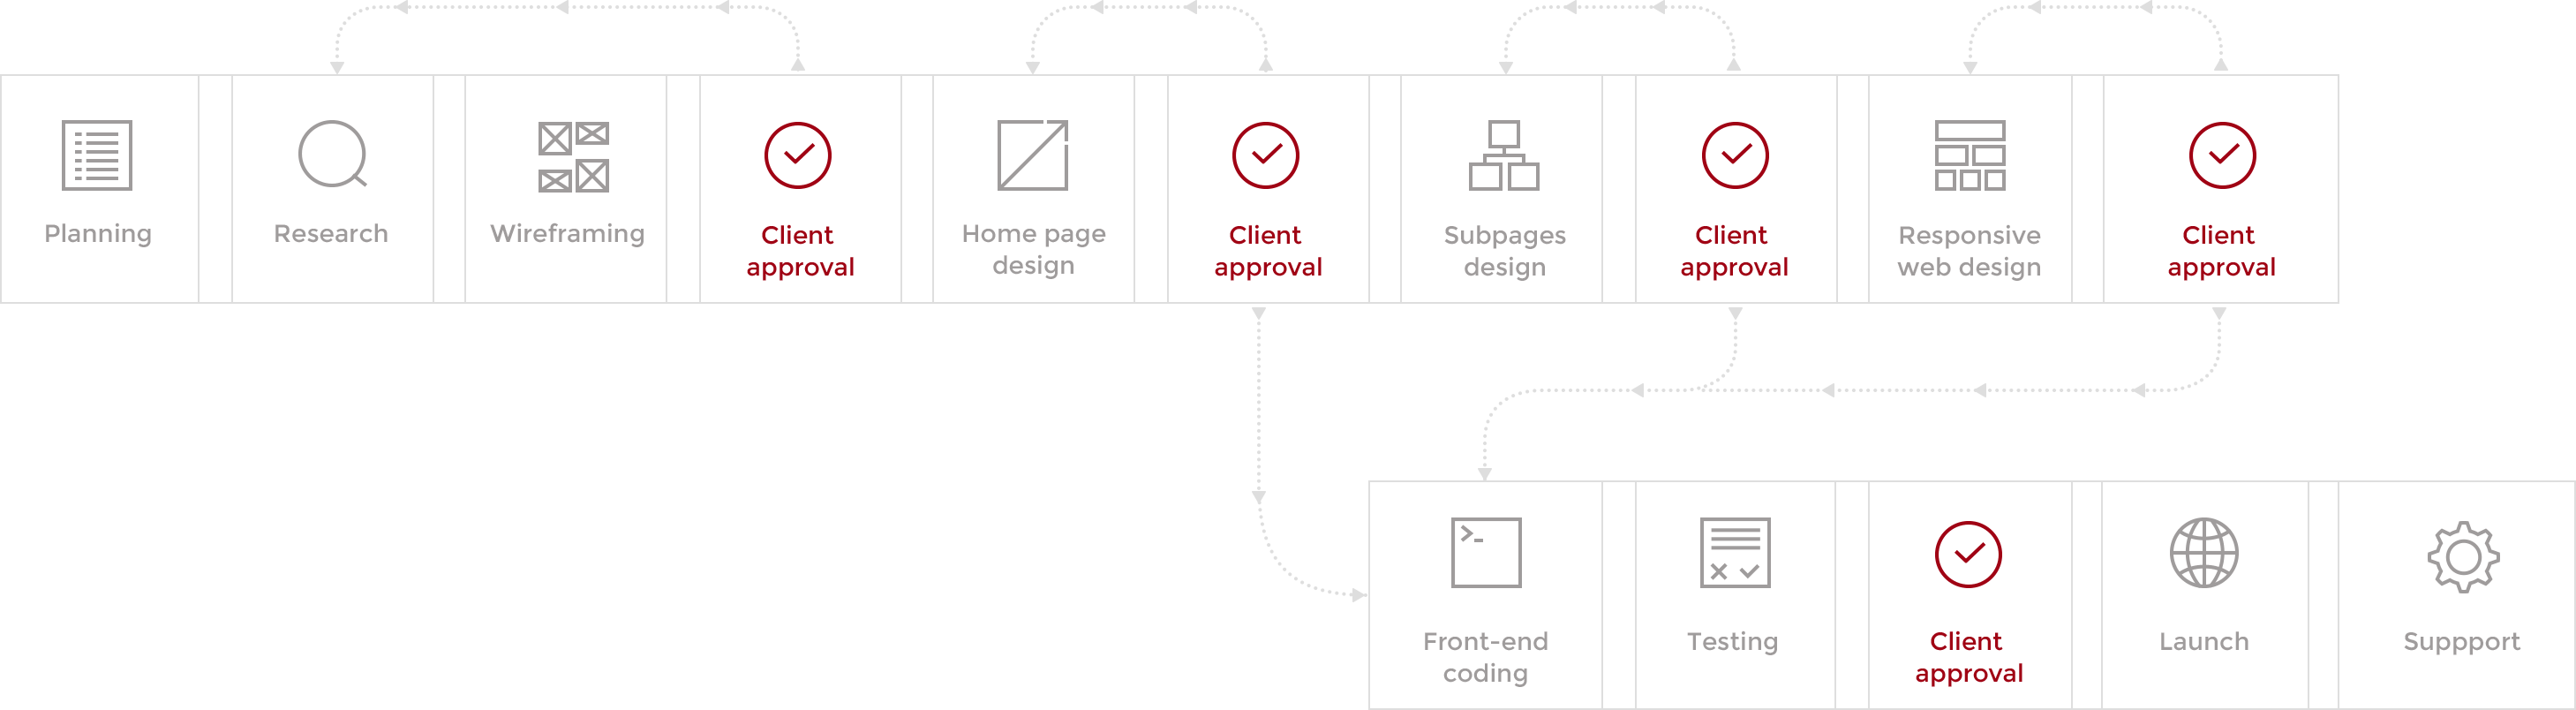 Planning
Research
Wireframing
Client
approval
Home page
design
Client
approval
Subpages
design
Client
approval
Responsive
web design
Client
approval
Front-end
coding
Testing
Client
approval
Launch
Suppport